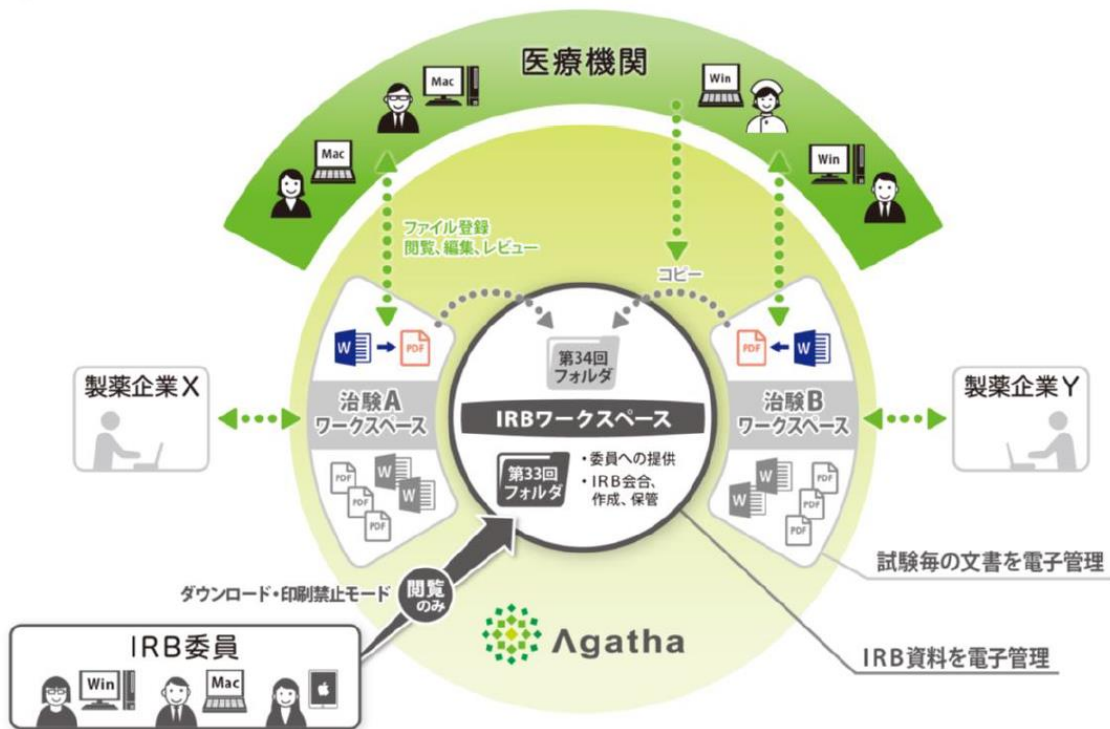 医療機関
Mac
Win
Mac
Win
ファイル登録
閲覧、編集、レビュー
コピー
W
PDF
PDF
W
第34回
フォルダ
製薬企業X
製薬企業Y
治験A
ワークスペース
IRBワークスペース
治験B
ワークスペース
第33回
フォルダ
・委員への提供
・IRB会合、
作成、保管
PDF
W
PDF
W
PDF
PDF
W
PDF
W
PDF
試験毎の文書を電子管理
ダウンロード・印刷禁止モード
閲覧
のみ
Agatha
IRB資料を電子管理
IRB委員
Win
Mac